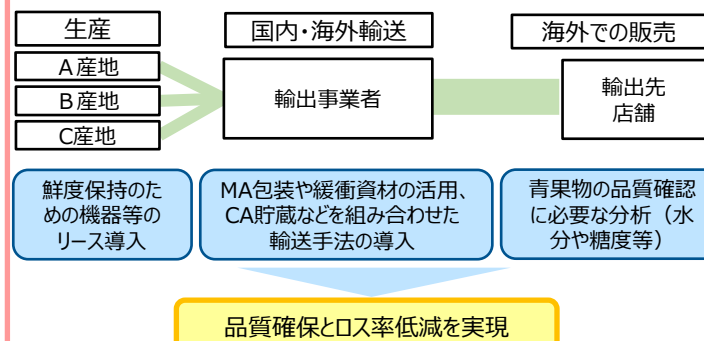 生産
国内・海外輸送
海外での販売
A産地
B産地
C産地
輸出事業者
輸出先
店舗
鮮度保持のた
めの機器等の
リース導入
MA包装や緩衝資材の活用、
CA貯蔵などを組み合わせた
輸送手法の導入
青果物の品質確認
に必要な分析（水
分や糖度等）
品質確保とロス率低減を実現